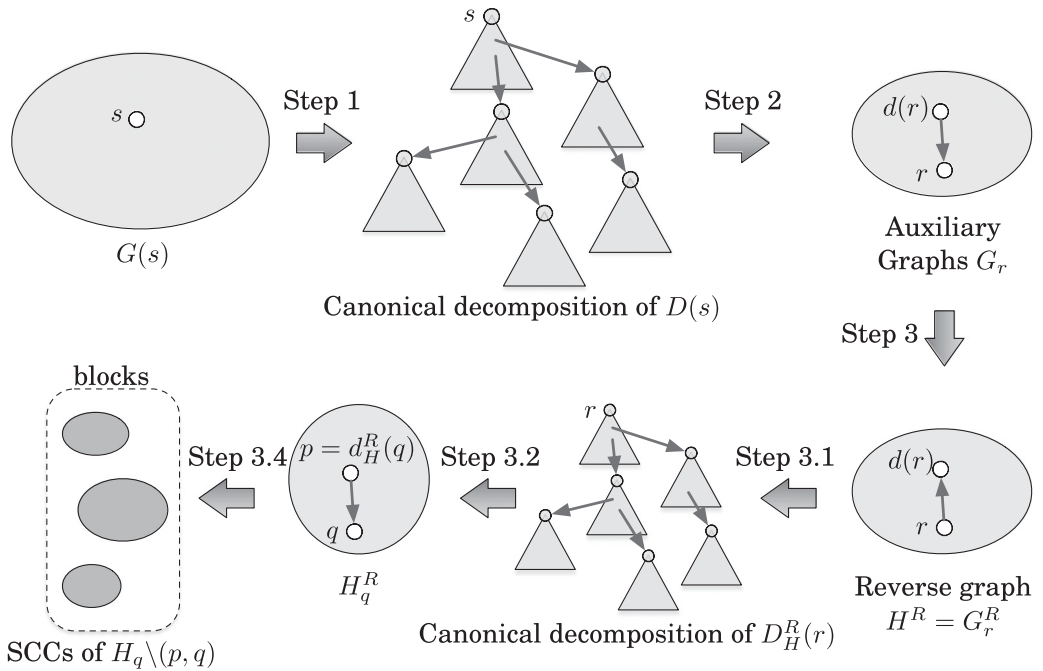 s
G(s)
Step 1
s
Canonical decomposition of D(s)
Step 2
d(r)
r
Auxiliary
Graphs G_r
Step 3
d(r)
r
Reverse graph
H^R = G_r^R
Step 3.1
r
Canonical decomposition of D_H^R(r)
Step 3.2
p = d_H^R(q)
q
H_q^R
Step 3.4
blocks
SCCs of H_q\(p, q)